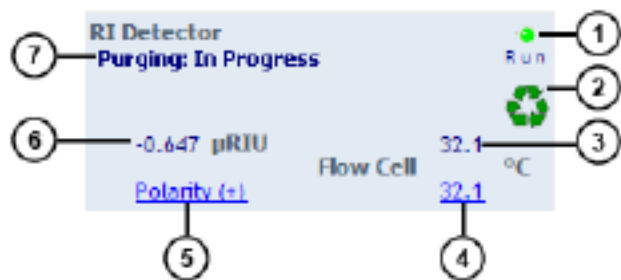 RI Detector
1
7
Purging: In Progress
Run
2
6
-0.647 µRIU
32.1
3
Flow Cell
°C
Polarity (+)
32.1
5
4